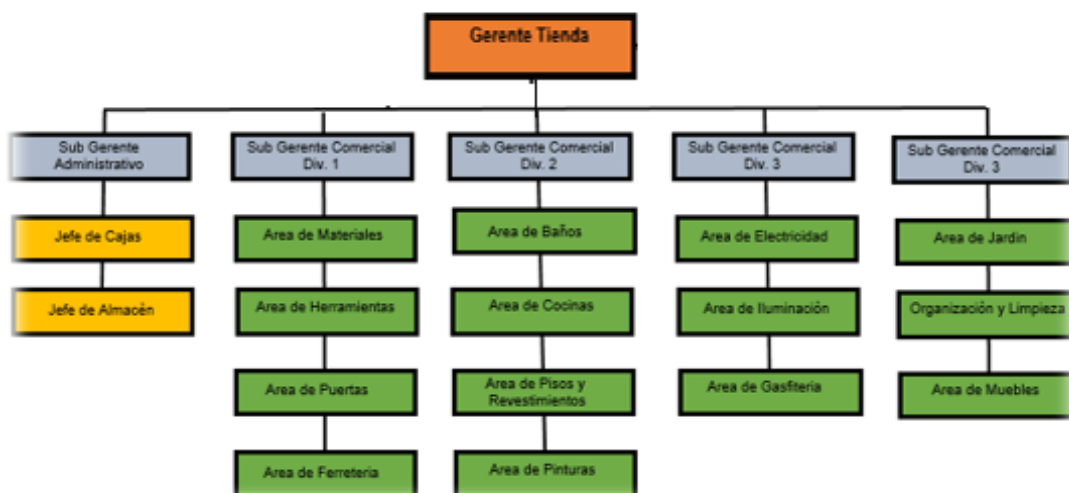 Gerente Tienda
Sub Gerente
Administrativo
Sub Gerente Comercial
Div. 1
Sub Gerente Comercial
Div. 2
Sub Gerente Comercial
Div. 3
Sub Gerente Comercial
Div. 3
Jefe de Cajas
Area de Materiales
Area de Baños
Area de Electricidad
Area de Jardin
Jefe de Almacén
Area de Herramientas
Area de Cocinas
Area de Iluminación
Organización y Limpieza
Area de Puertas
Area de Pisos y
Revestimientos
Area de Gasfiteria
Area de Muebles
Area de Ferreteria
Area de Pinturas